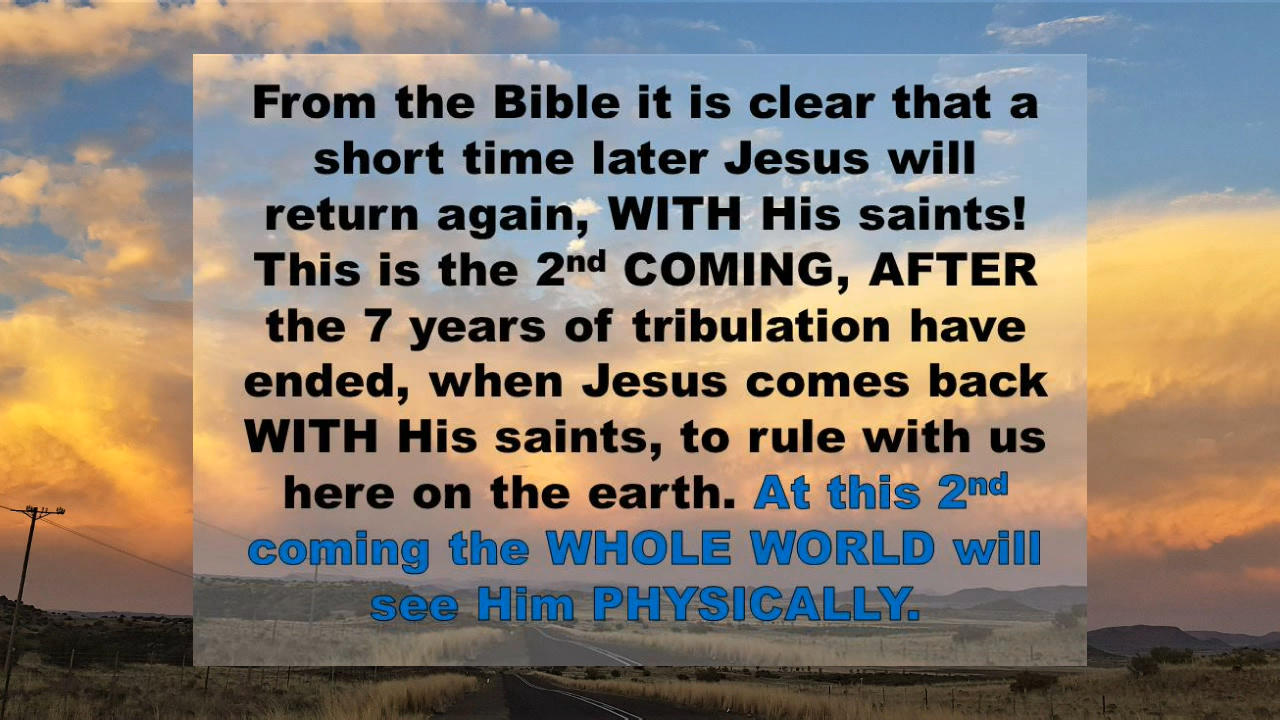 From the Bible it is clear that a
short time later Jesus will
return again, WITH His saints!
This is the 2nd COMING, AFTER
the 7 years of tribulation have
ended, when Jesus comes back
WITH His saints, to rule with us
here on the earth. At this 2nd
coming the WHOLE WORLD will
see Him PHYSICALLY.